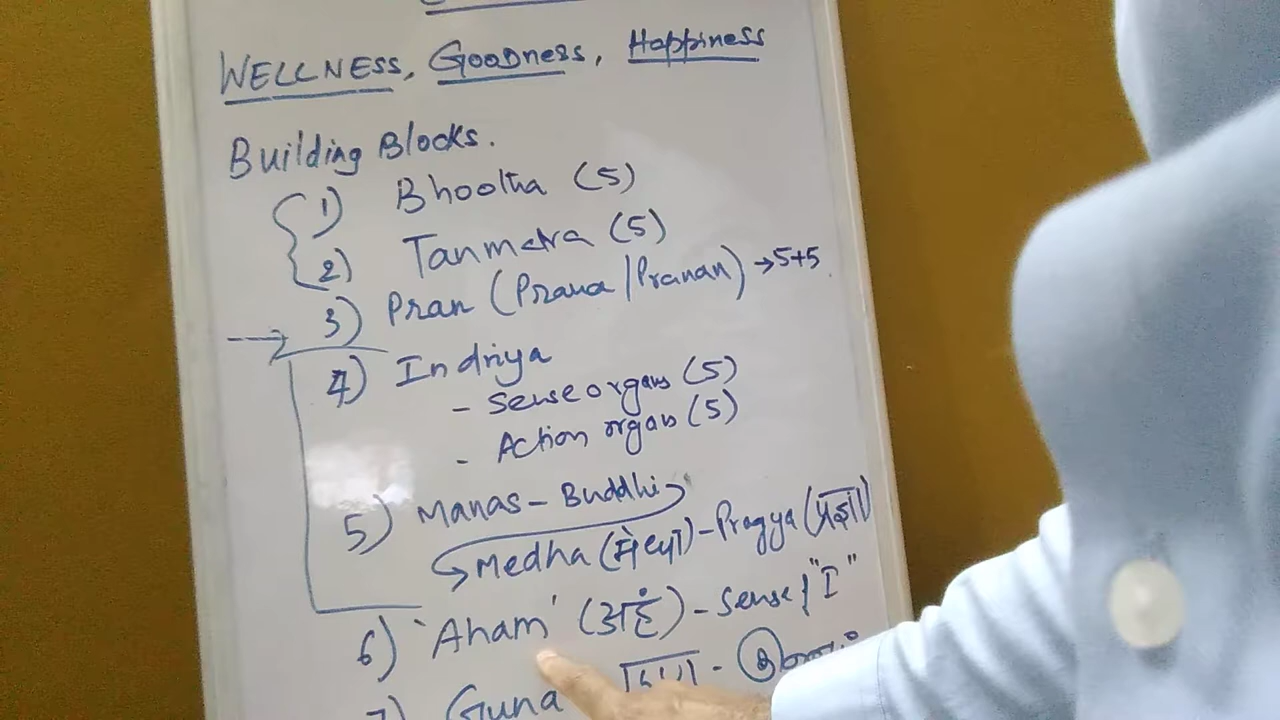 WELLNESS, GOODNESS, Happiness
Building Blocks.
1) Bhootha (5)
2) Tanmatra (5)
3) Pran (Prana/Pranan) → 5+5
4) Indriya
- Sense organs (5)
- Action organs (5)
5) Manas - Buddhi
Medha (मेधा) - Pragya (प्रज्ञा)
6) 'Aham' (अहं) - Sense of "I"
7) Guna